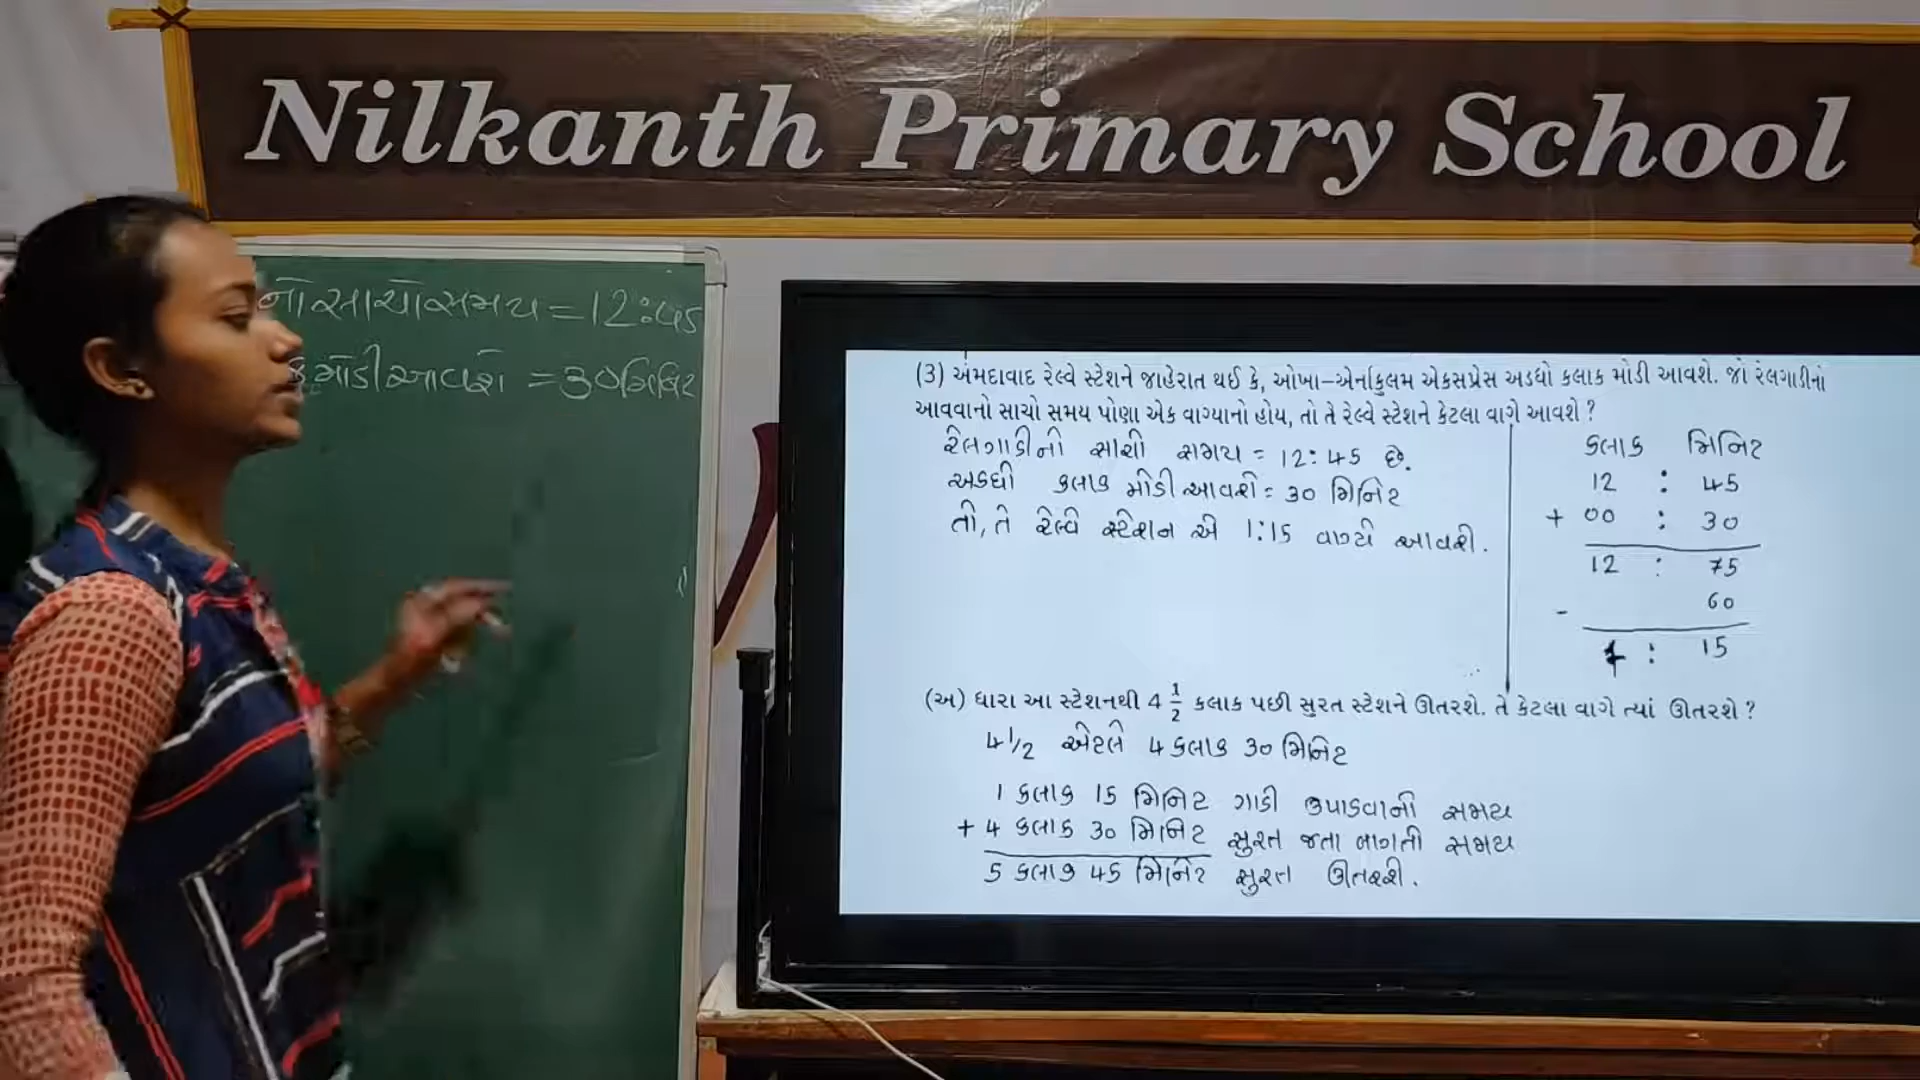 Nilkanth Primary School
નો સાચો સમય = 12:45
મોડી આવશે = 30 મિનિટ
(3) અમદાવાદ રેલ્વે સ્ટેશને જાહેરાત થઈ કે, ઓખા-એર્નાકુલમ એકસપ્રેસ અડધો કલાક મોડી આવશે. જો રેલગાડીનો
આવવાનો સાચો સમય પોણા એક વાગ્યાનો હોય, તો તે રેલ્વે સ્ટેશને કેટલા વાગે આવશે ?
રેલગાડીનો સાચો સમય = 12:45 છે.
અડધો કલાક મોડી આવશે = 30 મિનિટ
તો, તે રેલ્વે સ્ટેશન એ 1:15 વાગ્યે આવશે.
કલાક મિનિટ
12 : 45
+ 00 : 30
12 : 75
- 60
1 : 15
(અ) ધારા આ સ્ટેશનથી 4 1/2 કલાક પછી સુરત સ્ટેશને ઊતરશે. તે કેટલા વાગે ત્યાં ઊતરશે ?
4 1/2 એટલે 4 કલાક 30 મિનિટ
1 કલાક 15 મિનિટ ગાડી ઉપાડવાનો સમય
+ 4 કલાક 30 મિનિટ સુરત જતા લાગતો સમય
5 કલાક 45 મિનિટ સુરત ઊતરશે.